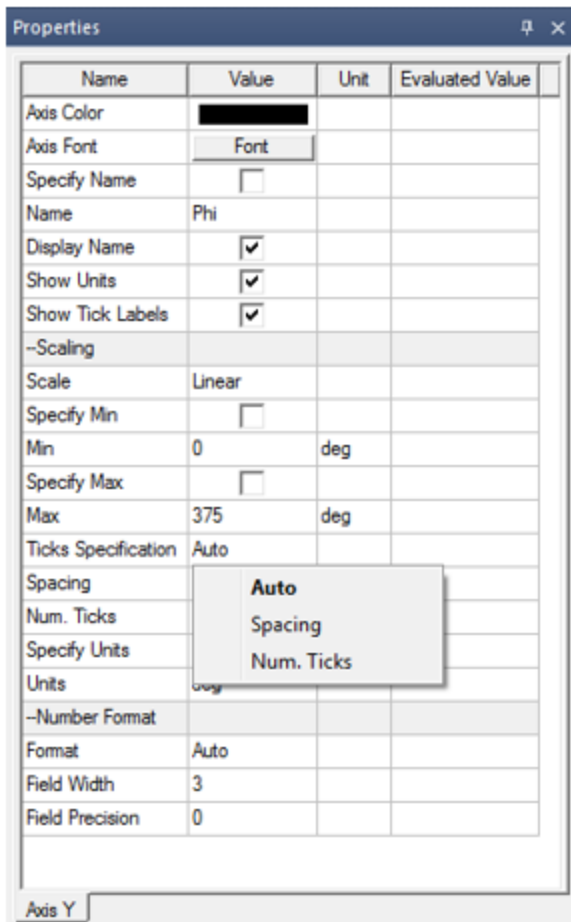 Properties
Name Value Unit Evaluated Value
Axis Color
Axis Font Font
Specify Name
Name Phi
Display Name
Show Units
Show Tick Labels
--Scaling
Scale Linear
Specify Min
Min 0 deg
Specify Max
Max 375 deg
Ticks Specification Auto
Spacing Auto
Num. Ticks Spacing
Specify Units Num. Ticks
Units deg
--Number Format
Format Auto
Field Width 3
Field Precision 0
Axis Y